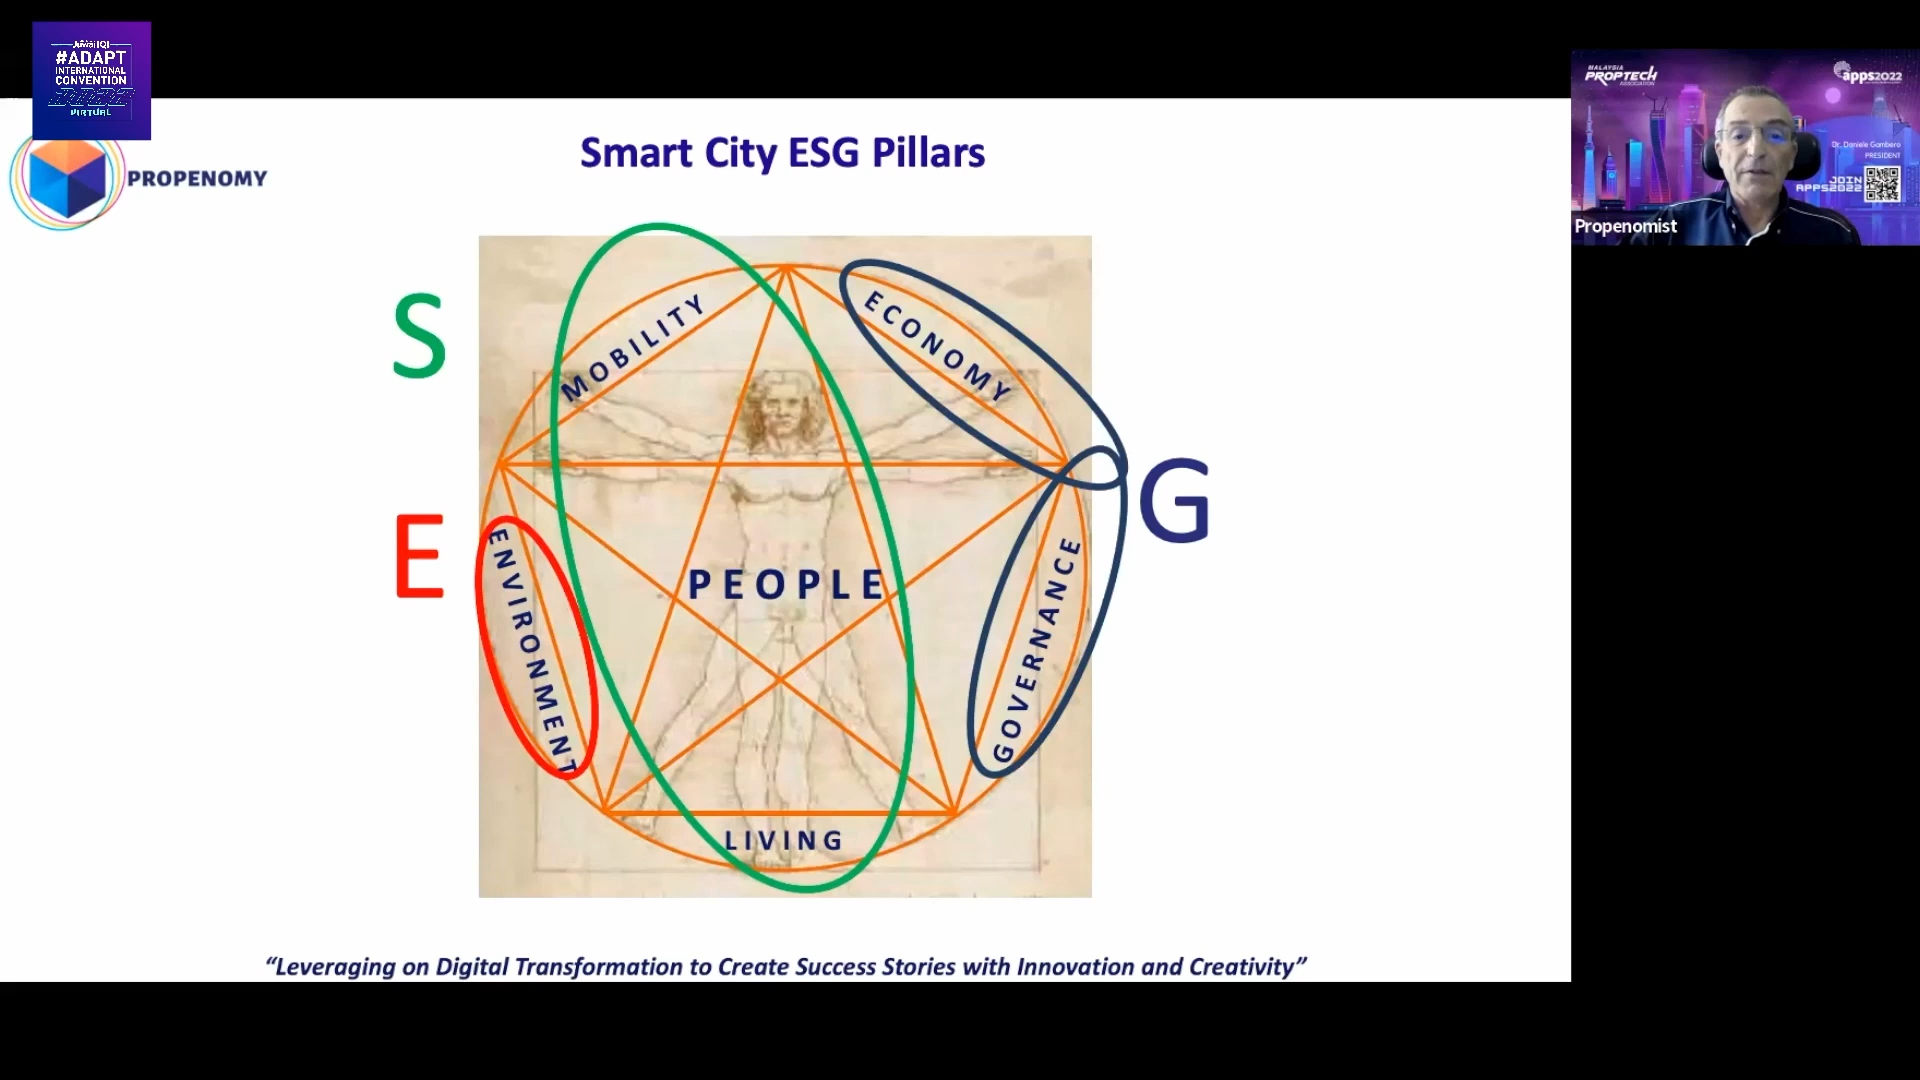 JUWAI IQI
#ADAPT
INTERNATIONAL
CONVENTION
2022
VIRTUAL
PROPENOMY
Smart City ESG Pillars
S
E
G
MOBILITY
ECONOMY
ENVIRONMENT
PEOPLE
GOVERNANCE
LIVING
“Leveraging on Digital Transformation to Create Success Stories with Innovation and Creativity”
MALAYSIA
PROPTECH
ASSOCIATION
apps2022
Dr. Daniele Gambero
PRESIDENT
JOIN
APPS2022
Propenomist